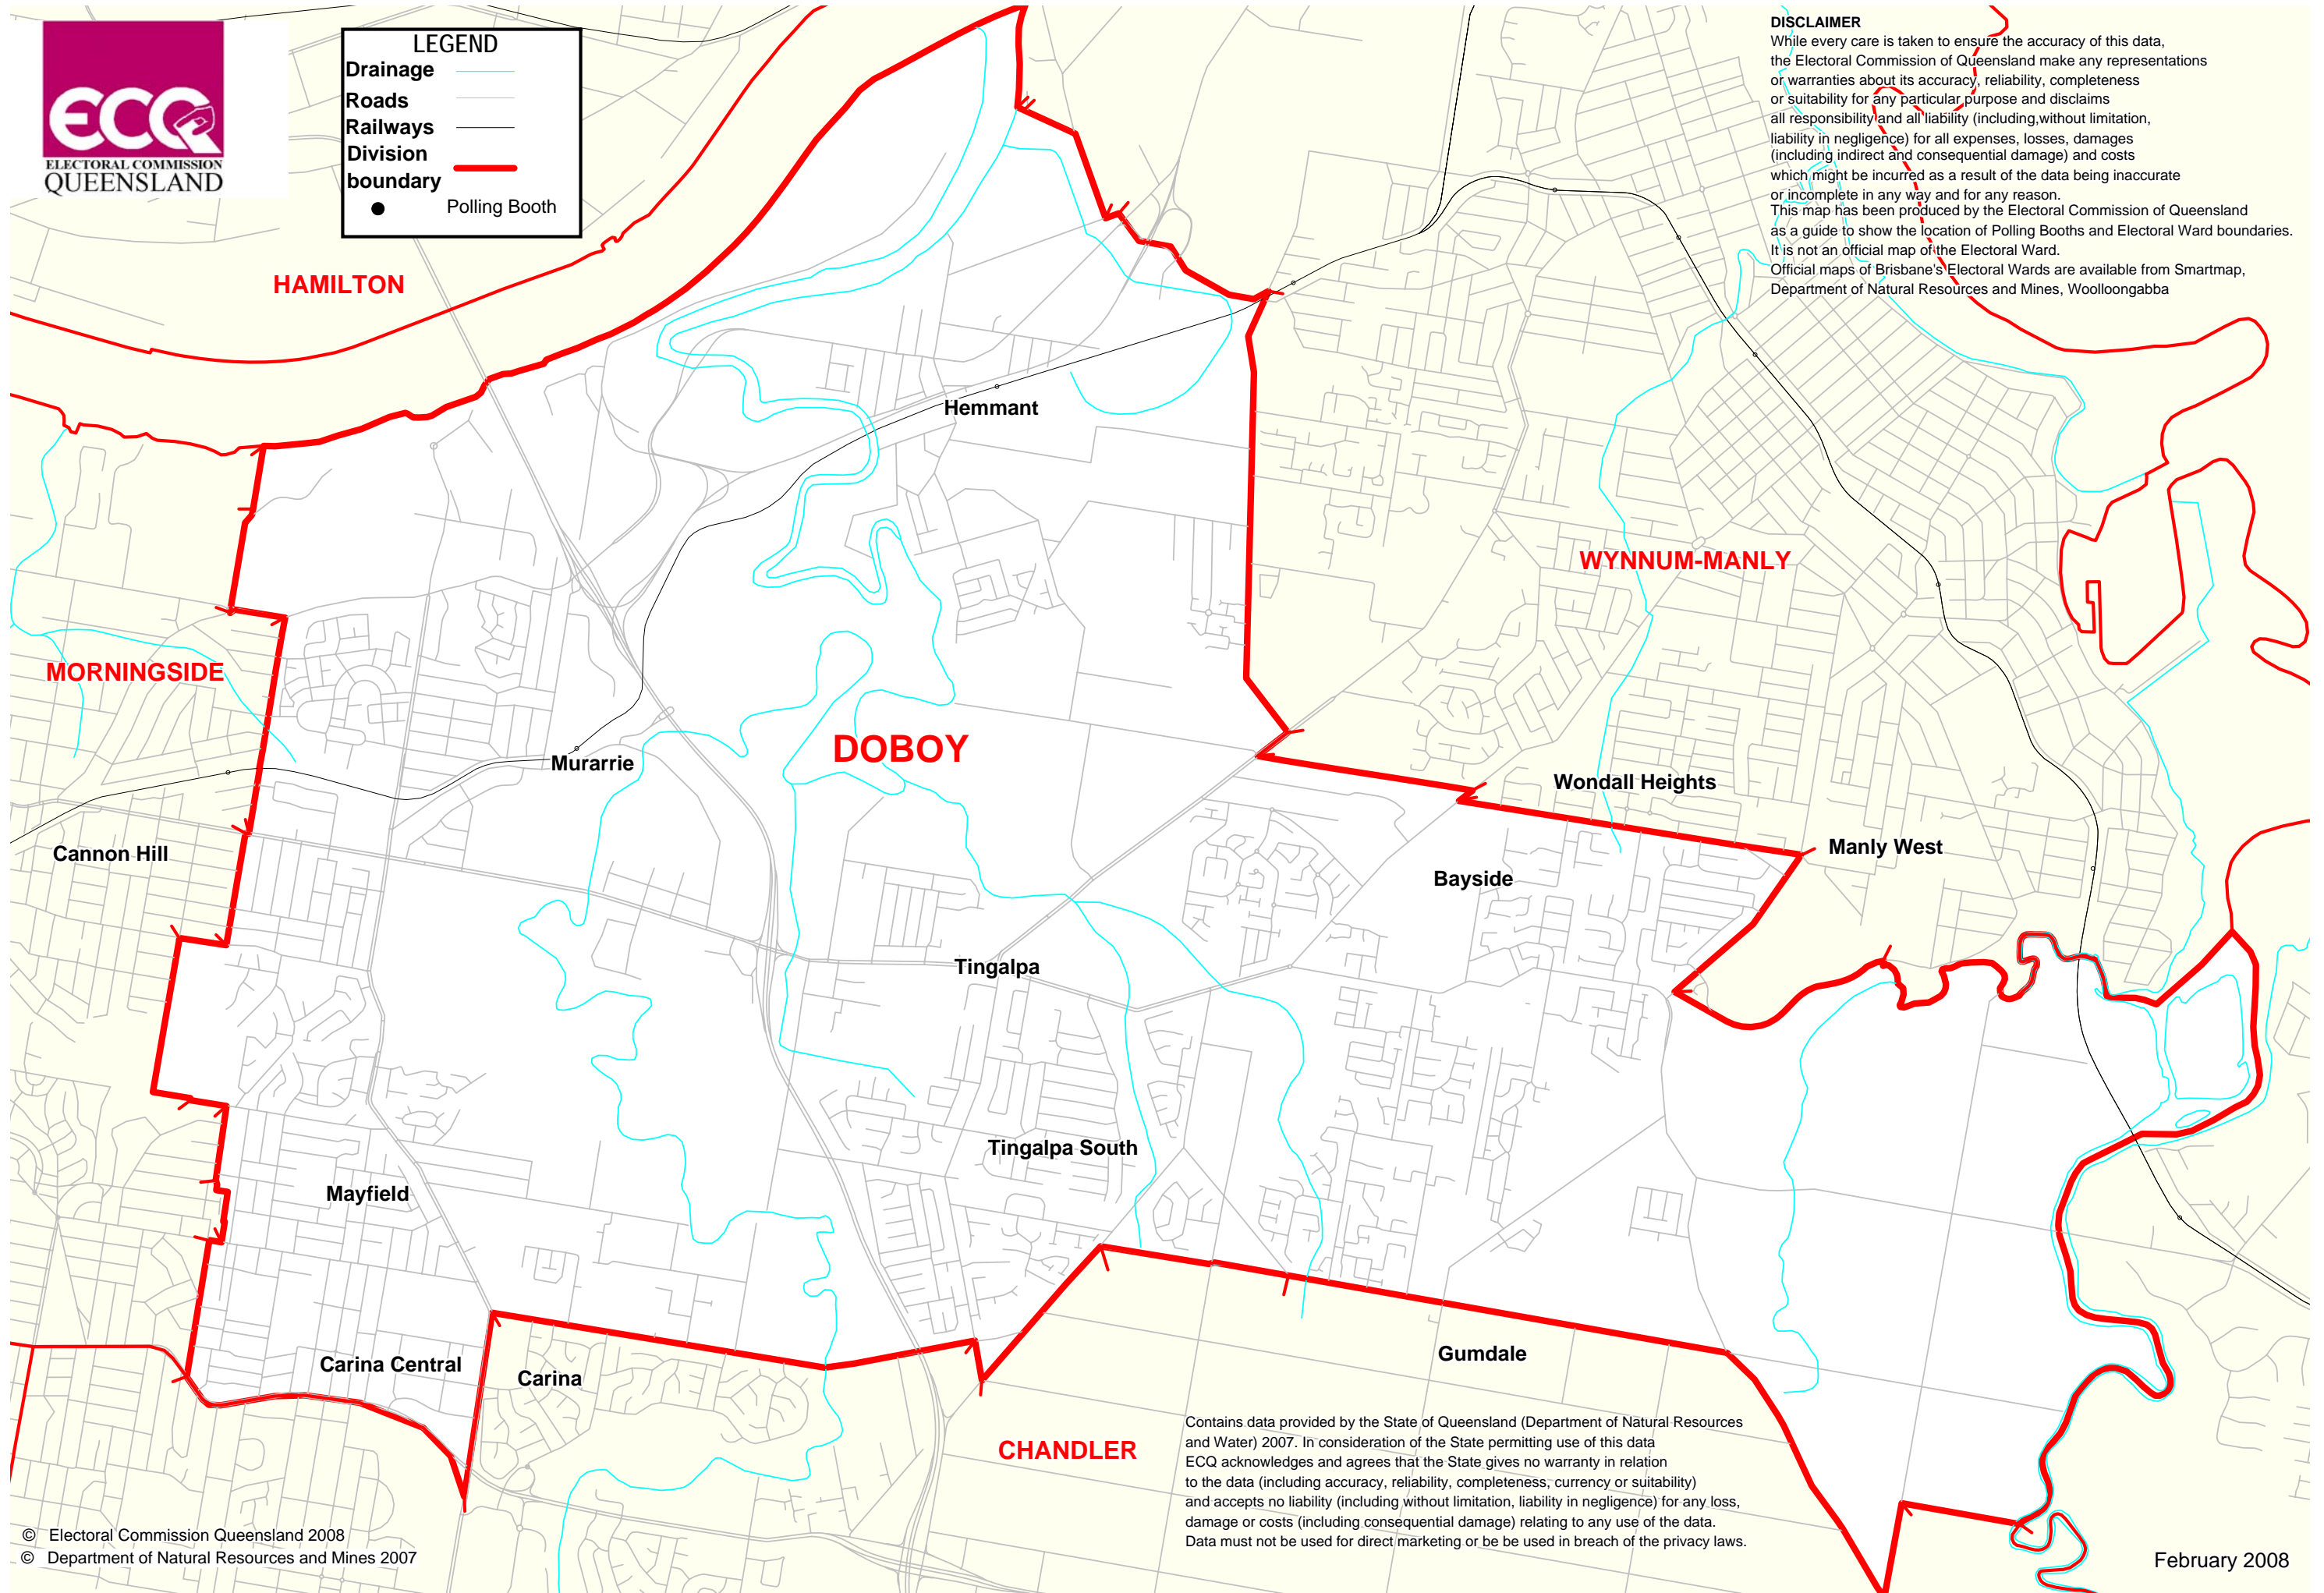 ECQ
ELECTORAL COMMISSION
QUEENSLAND
LEGEND
Drainage
Roads
Railways
Division
boundary
Polling Booth
DISCLAIMER
While every care is taken to ensure the accuracy of this data,
the Electoral Commission of Queensland make any representations
or warranties about its accuracy, reliability, completeness
or suitability for any particular purpose and disclaims
all responsibility and all liability (including,without limitation,
liability in negligence) for all expenses, losses, damages
(including indirect and consequential damage) and costs
which might be incurred as a result of the data being inaccurate
or incomplete in any way and for any reason.
This map has been produced by the Electoral Commission of Queensland
as a guide to show the location of Polling Booths and Electoral Ward boundaries.
It is not an official map of the Electoral Ward.
Official maps of Brisbane's Electoral Wards are available from Smartmap,
Department of Natural Resources and Mines, Woolloongabba
HAMILTON
Hemmant
WYNNUM-MANLY
MORNINGSIDE
DOBOY
Murarrie
Wondall Heights
Cannon Hill
Manly West
Bayside
Tingalpa
Tingalpa South
Mayfield
Carina Central
Carina
Gumdale
CHANDLER
Contains data provided by the State of Queensland (Department of Natural Resources
and Water) 2007. In consideration of the State permitting use of this data
ECQ acknowledges and agrees that the State gives no warranty in relation
to the data (including accuracy, reliability, completeness, currency or suitability)
and accepts no liability (including without limitation, liability in negligence) for any loss,
damage or costs (including consequential damage) relating to any use of the data.
Data must not be used for direct marketing or be be used in breach of the privacy laws.
© Electoral Commission Queensland 2008
© Department of Natural Resources and Mines 2007
February 2008